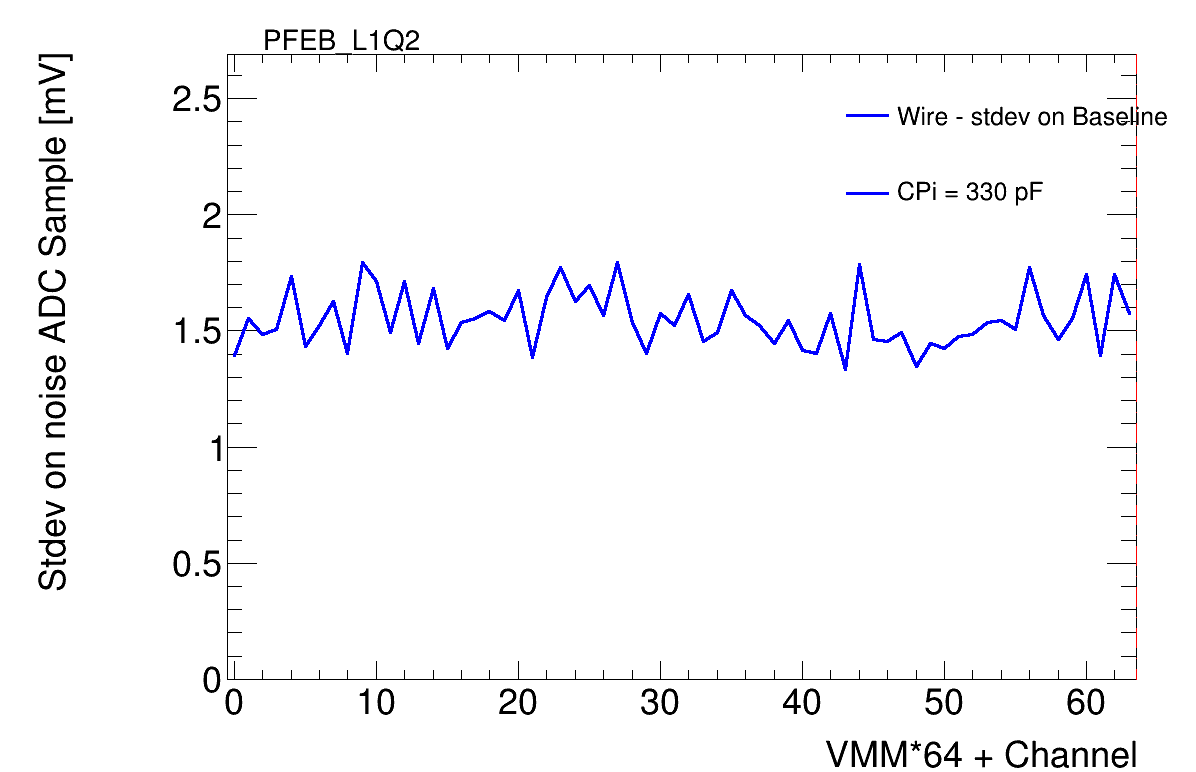 PFEB_L1Q2
Stdev on noise ADC Sample [mV]
2.5
2
1.5
1
0.5
0
Wire - stdev on Baseline
CPi = 330 pF
0 10 20 30 40 50 60
VMM*64 + Channel